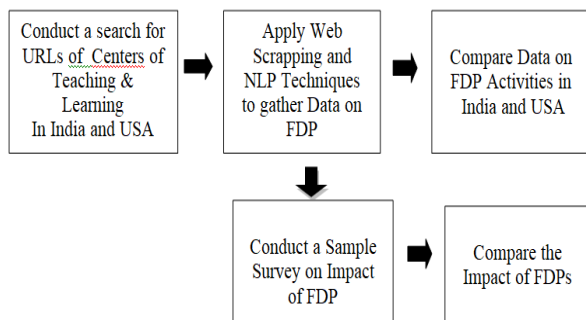 Conduct a search for
URLs of Centers of
Teaching &
Learning
In India and USA
Apply Web
Scrapping and
NLP Techniques
to gather Data on
FDP
Compare Data on
FDP Activities in
India and USA
Conduct a Sample
Survey on Impact
of FDP
Compare the
Impact of FDPs